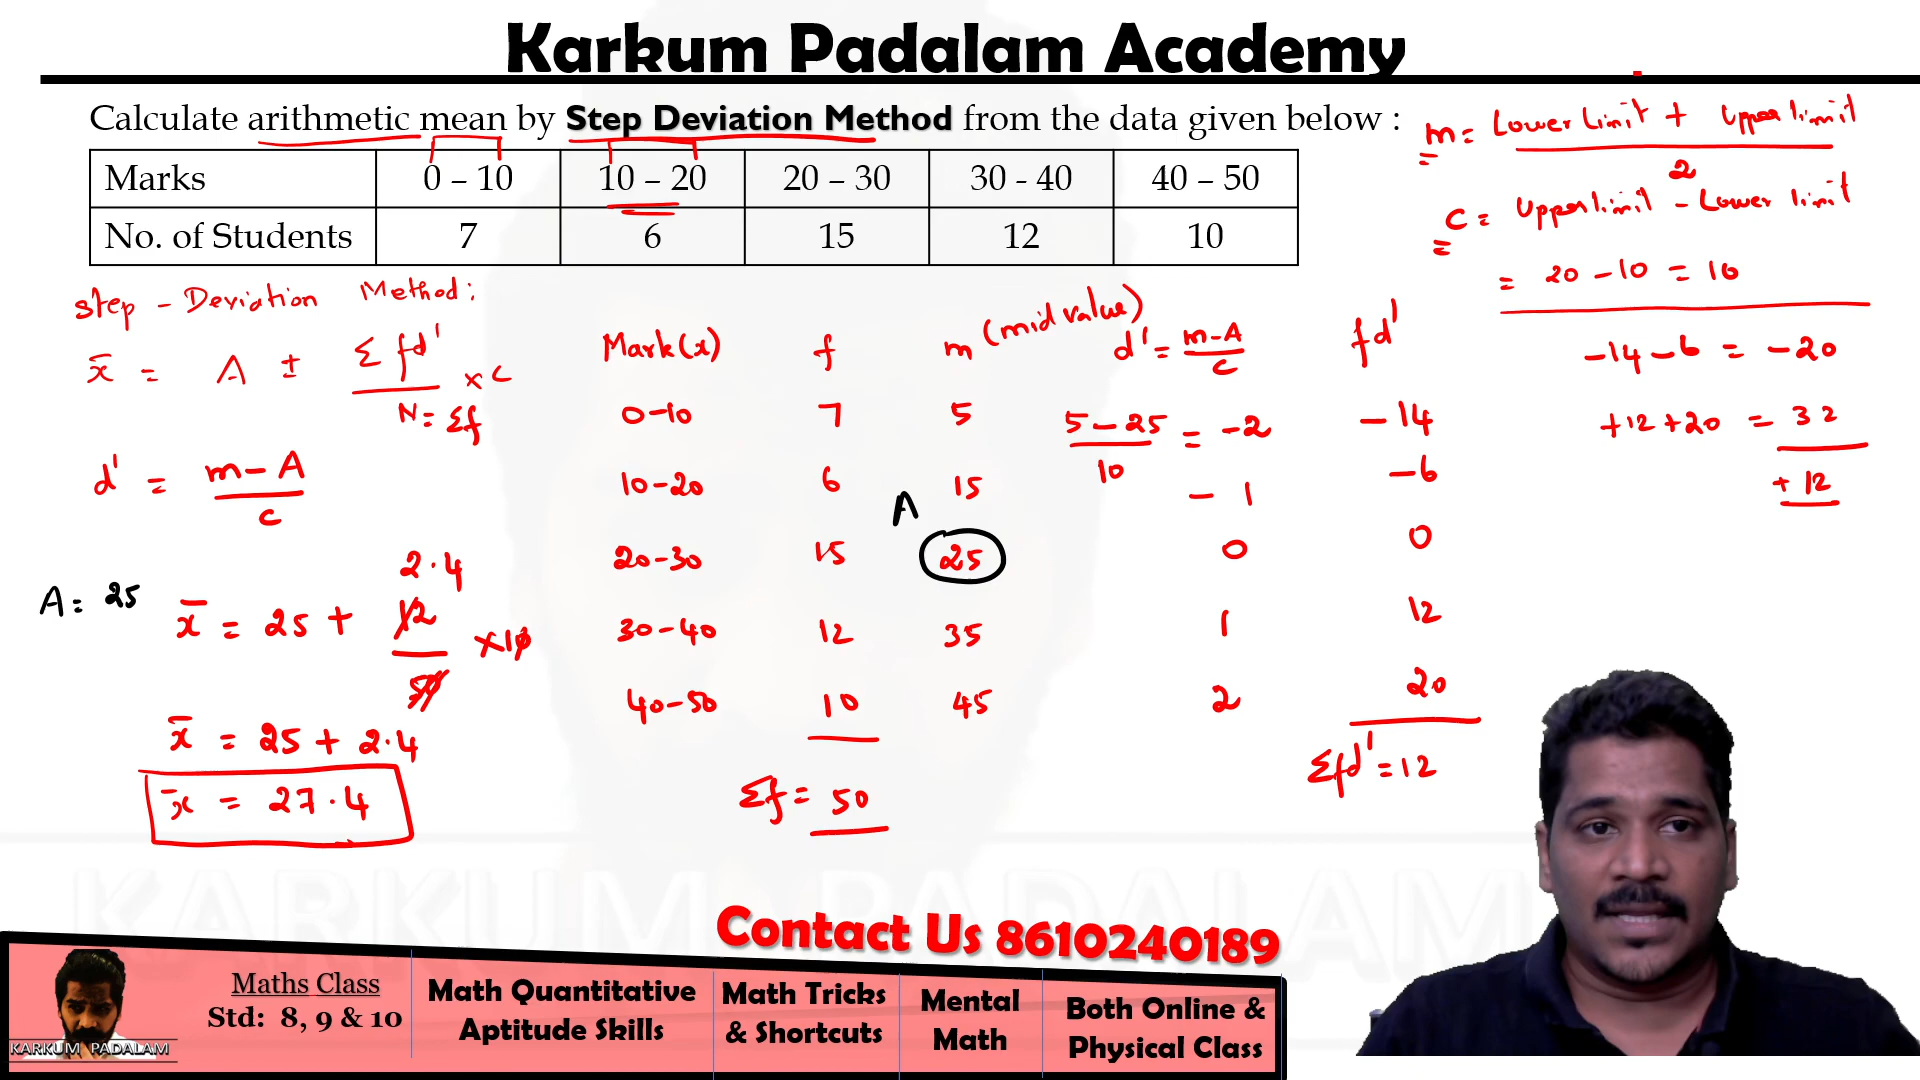 Karkum Padalam Academy
Calculate arithmetic mean by Step Deviation Method from the data given below :
Marks 0 – 10 10 – 20 20 – 30 30 - 40 40 – 50
No. of Students 7 6 15 12 10
m = Lower limit + Upper limit
2
c = Upper limit - Lower limit
= 20 - 10 = 10
-14 - 6 = -20
+12 + 20 = 32
+ 12
Step - Deviation Method:
x̄ = A ± Σ fd' × C
N = Σf
d' = m - A
c
A = 25
2.4
x̄ = 25 + 12 × 10
50
x̄ = 25 + 2.4
x̄ = 27.4
Mark (x) f m (mid value) d' = m-A fd'
c
0-10 7 5 5 - 25 = -2 -14
10
10-20 6 15 - 1 -6
A
20-30 15 25 0 0
30-40 12 35 1 12
40-50 10 45 2 20
Σf = 50 Σfd' = 12
KARKUM PADALAM
Contact Us 8610240189
Maths Class
Std: 8, 9 & 10
KARKUM PADALAM
Math Quantitative
Aptitude Skills
Math Tricks
& Shortcuts
Mental
Math
Both Online &
Physical Class